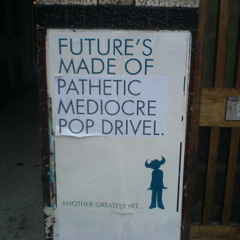 FUTURE'S
MADE OF
PATHETIC
MEDIOCRE
POP DRIVEL.
ANOTHER GREATEST HIT...